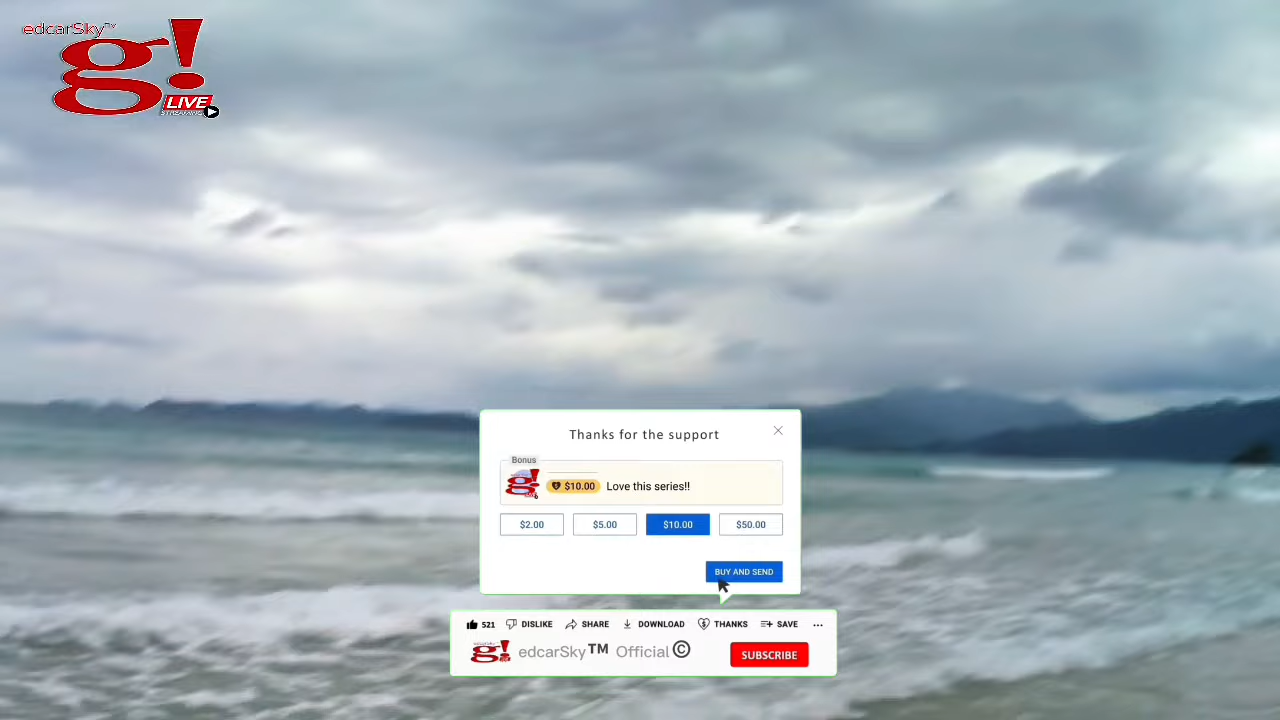 edcarSky™
g!
LIVE
STREAMING
Thanks for the support
Bonus
$10.00 Love this series!!
$2.00 $5.00 $10.00 $50.00
BUY AND SEND
521 DISLIKE SHARE DOWNLOAD THANKS SAVE ...
g! edcarSky™ Official ©
SUBSCRIBE